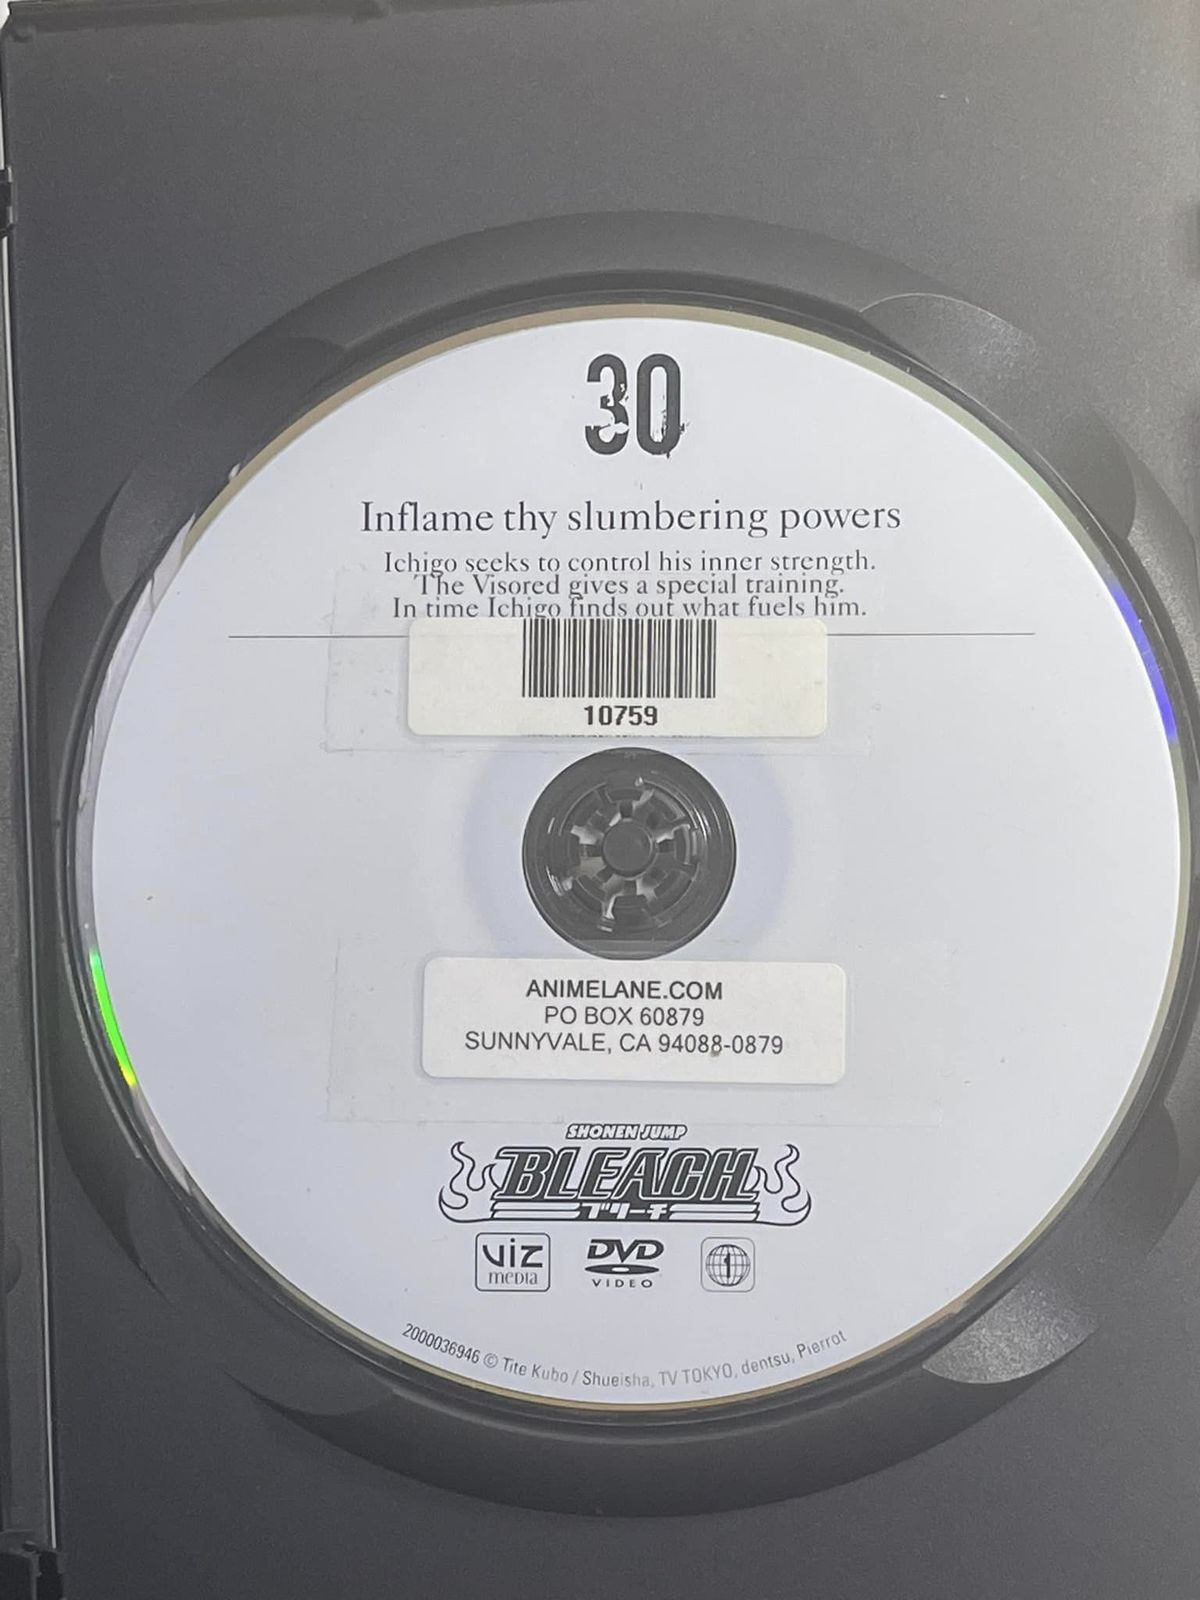 30
Inflame thy slumbering powers
Ichigo seeks to control his inner strength.
The Visored gives a special training.
In time Ichigo finds out what fuels him.
10759
ANIMELANE.COM
PO BOX 60879
SUNNYVALE, CA 94088-0879
SHONEN JUMP
BLEACH
ブリーチ
VIZ
media
DVD
VIDEO
1
2000036946 © Tite Kubo / Shueisha, TV TOKYO, dentsu, Pierrot